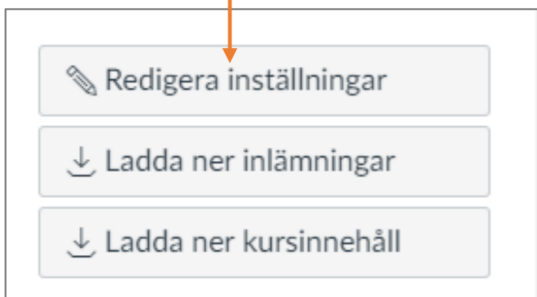 Redigera inställningar
Ladda ner inlämningar
Ladda ner kursinnehåll